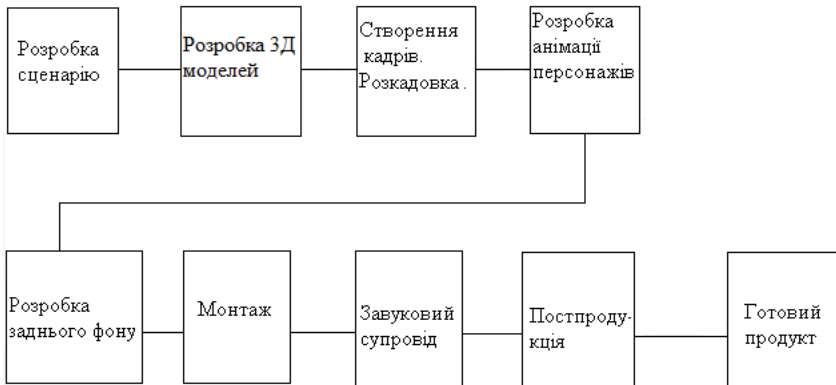 Розробка
сценарію
Розробка 3Д
моделей
Створення
кадрів.
Розкадовка .
Розробка
анімації
персонажів
Розробка
заднього фону
Монтаж
Завуковий
супровід
Постпроду-
кція
Готовий
продукт